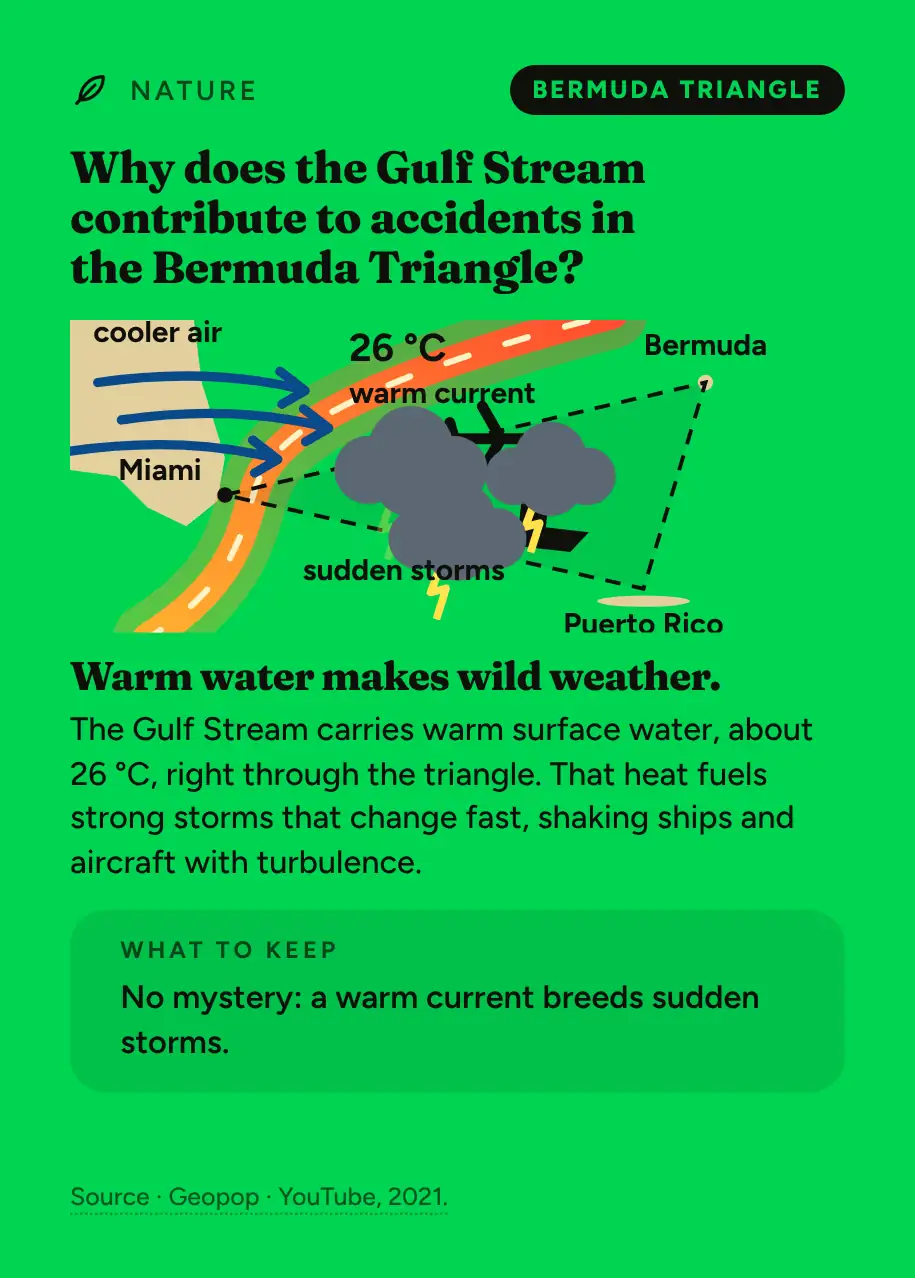 NATURE
BERMUDA TRIANGLE
Why does the Gulf Stream
contribute to accidents in
the Bermuda Triangle?
cooler air
26 °C
Bermuda
warm current
Miami
sudden storms
Puerto Rico
Warm water makes wild weather.
The Gulf Stream carries warm surface water, about
26 °C, right through the triangle. That heat fuels
strong storms that change fast, shaking ships and
aircraft with turbulence.
WHAT TO KEEP
No mystery: a warm current breeds sudden
storms.
Source · Geopop · YouTube, 2021.